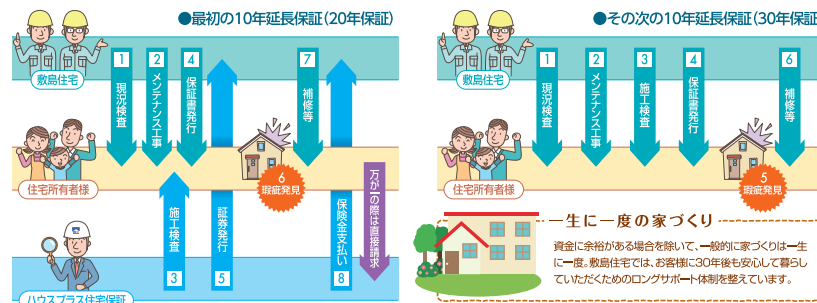 ●最初の10年延長保証（20年保証）
敷島住宅
1 現況検査
2 メンテナンス工事
4 保証書発行
7 補修等
住宅所有者様
6 瑕疵発見
万が一の際は直接請求
施工検査 3
証券発行 5
保険金支払い 8
ハウスプラス住宅保証
●その次の10年延長保証（30年保証
敷島住宅
1 現況検査
2 メンテナンス工事
3 施工検査
4 保証書発行
6 補修等
住宅所有者様
5 瑕疵発見
一生に一度の家づくり
資金に余裕がある場合を除いて、一般的に家づくりは一生
に一度。敷島住宅では、お客様に30年後も安心して暮らし
ていただくためのロングサポート体制を整えています。